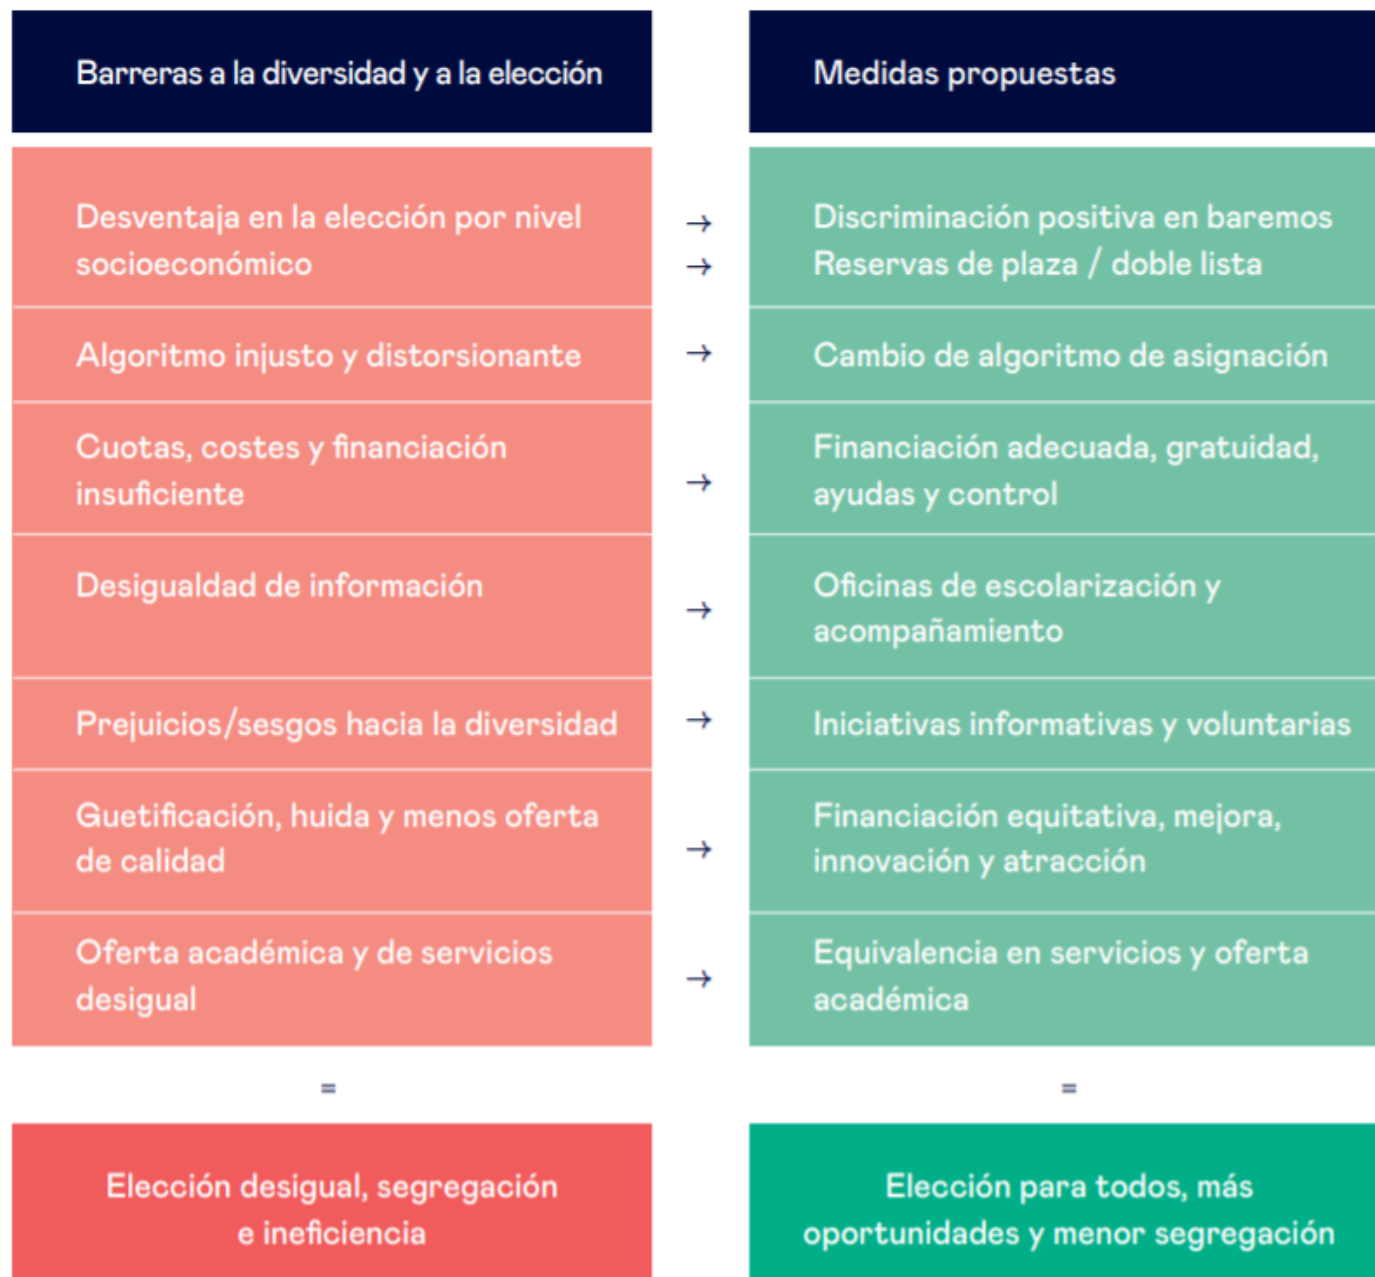 Barreras a la diversidad y a la elección
Medidas propuestas
Desventaja en la elección por nivel
socioeconómico
→
→
Discriminación positiva en baremos
Reservas de plaza / doble lista
Algoritmo injusto y distorsionante
→
Cambio de algoritmo de asignación
Cuotas, costes y financiación
insuficiente
→
Financiación adecuada, gratuidad,
ayudas y control
Desigualdad de información
→
Oficinas de escolarización y
acompañamiento
Prejuicios/sesgos hacia la diversidad
→
Iniciativas informativas y voluntarias
Guetificación, huida y menos oferta
de calidad
→
Financiación equitativa, mejora,
innovación y atracción
Oferta académica y de servicios
desigual
→
Equivalencia en servicios y oferta
académica
=
=
Elección desigual, segregación
e ineficiencia
Elección para todos, más
oportunidades y menor segregación